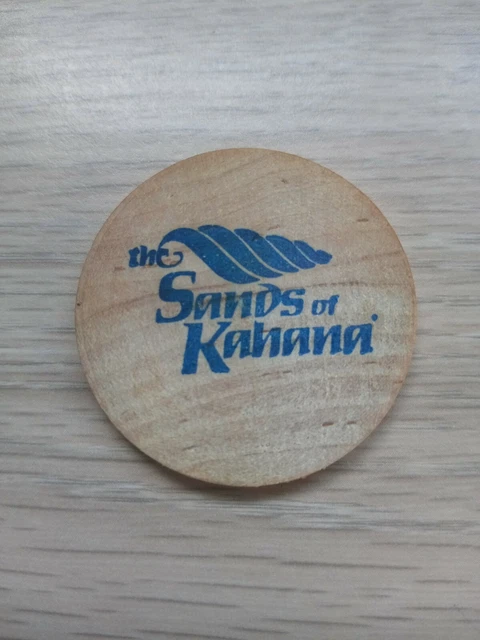 the
Sands of
Kahana